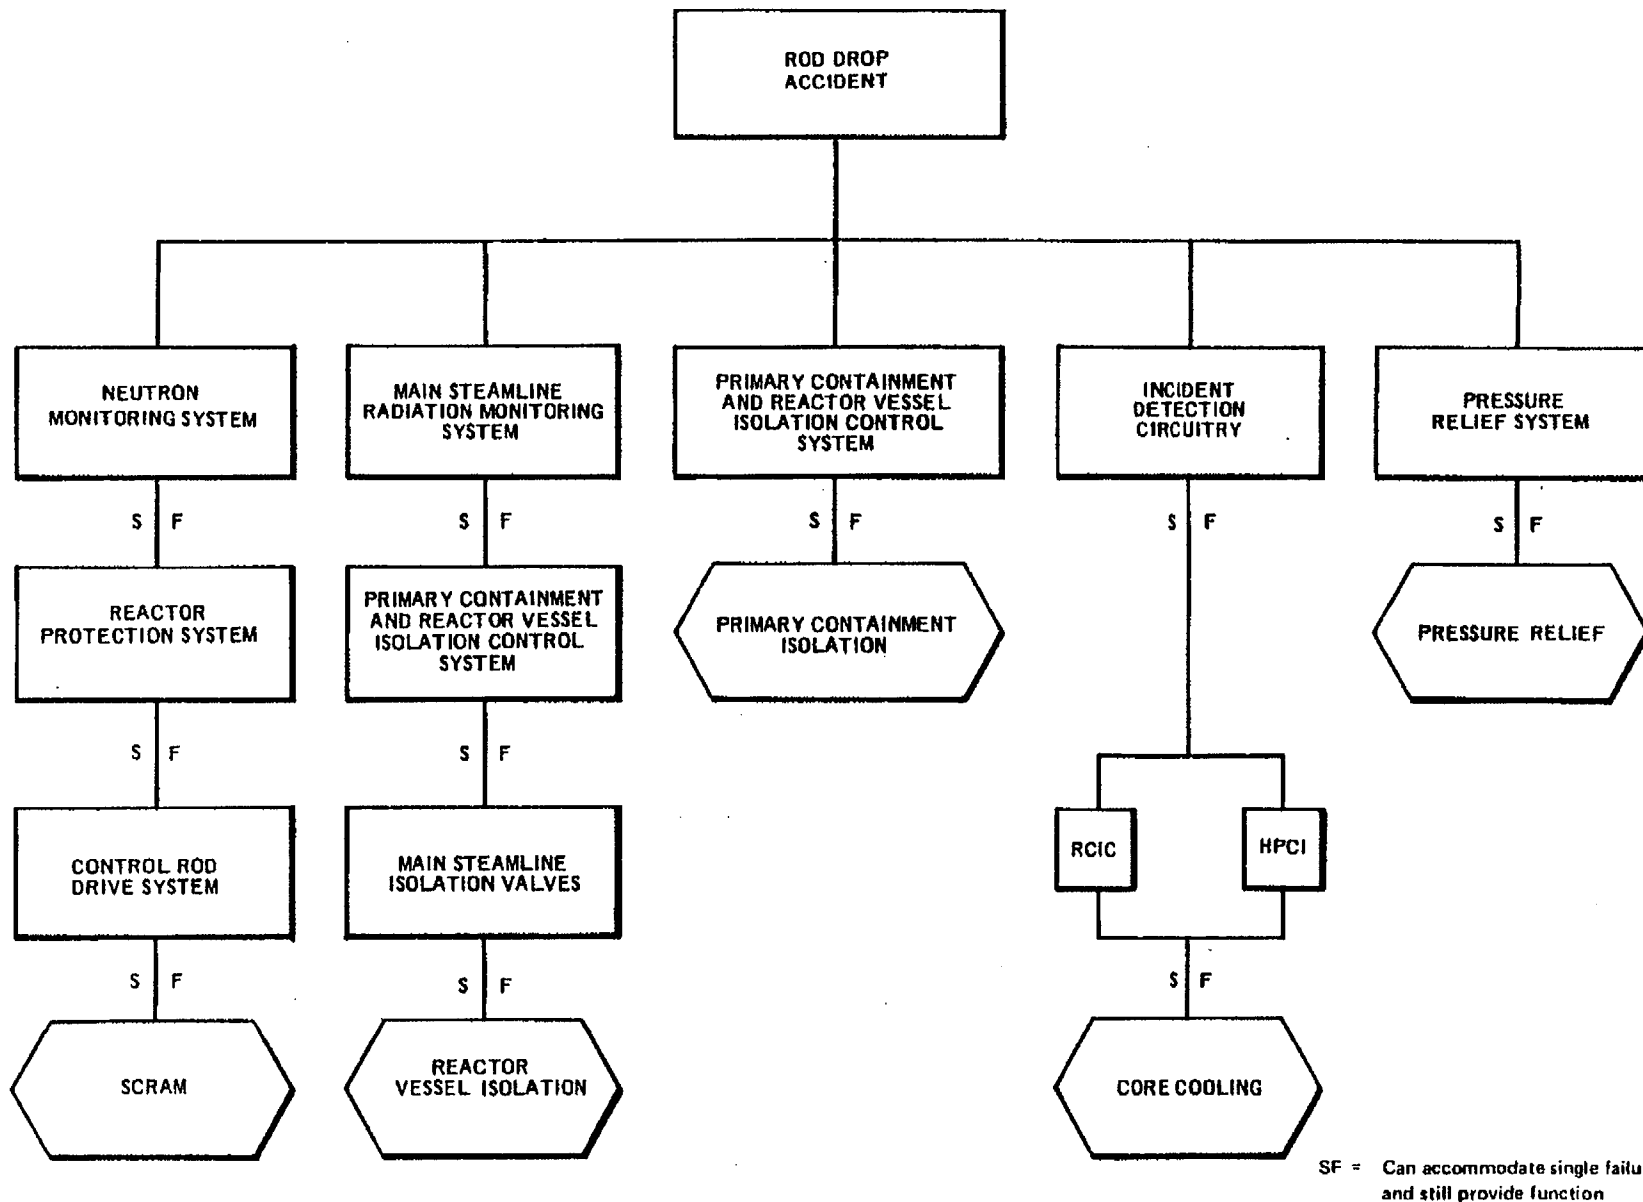 ROD DROP
ACCIDENT
NEUTRON
MONITORING SYSTEM
MAIN STEAMLINE
RADIATION MONITORING
SYSTEM
PRIMARY CONTAINMENT
AND REACTOR VESSEL
ISOLATION CONTROL
SYSTEM
INCIDENT
DETECTION
CIRCUITRY
PRESSURE
RELIEF SYSTEM
S F
S F
S F
S F
S F
REACTOR
PROTECTION SYSTEM
PRIMARY CONTAINMENT
AND REACTOR VESSEL
ISOLATION CONTROL
SYSTEM
PRIMARY CONTAINMENT
ISOLATION
PRESSURE RELIEF
S F
S F
CONTROL ROD
DRIVE SYSTEM
MAIN STEAMLINE
ISOLATION VALVES
RCIC
HPCI
S F
S F
S F
SCRAM
REACTOR
VESSEL ISOLATION
CORE COOLING
SF = Can accommodate single failu
and still provide function